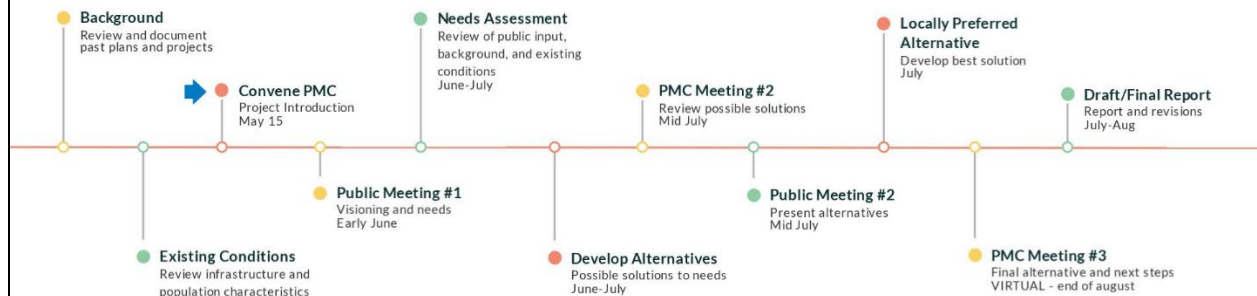 Background
Review and document
past plans and projects
Existing Conditions
Review infrastructure and
population characteristics
Convene PMC
Project Introduction
May 15
Public Meeting #1
Visioning and needs
Early June
Needs Assessment
Review of public input,
background, and existing
conditions
June-July
Develop Alternatives
Possible solutions to needs
June-July
PMC Meeting #2
Review possible solutions
Mid July
Public Meeting #2
Present alternatives
Mid July
Locally Preferred
Alternative
Develop best solution
July
PMC Meeting #3
Final alternative and next steps
VIRTUAL - end of august
Draft/Final Report
Report and revisions
July-Aug